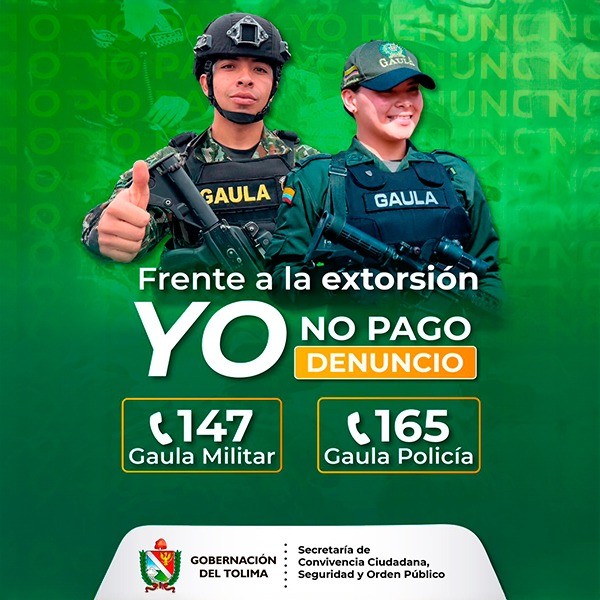 GAULA
GAULA
GAULA
Frente a la extorsión
YO NO PAGO
DENUNCIO
147
Gaula Militar
165
Gaula Policía
GOBERNACIÓN
DEL TOLIMA
Secretaría de
Convivencia Ciudadana,
Seguridad y Orden Público